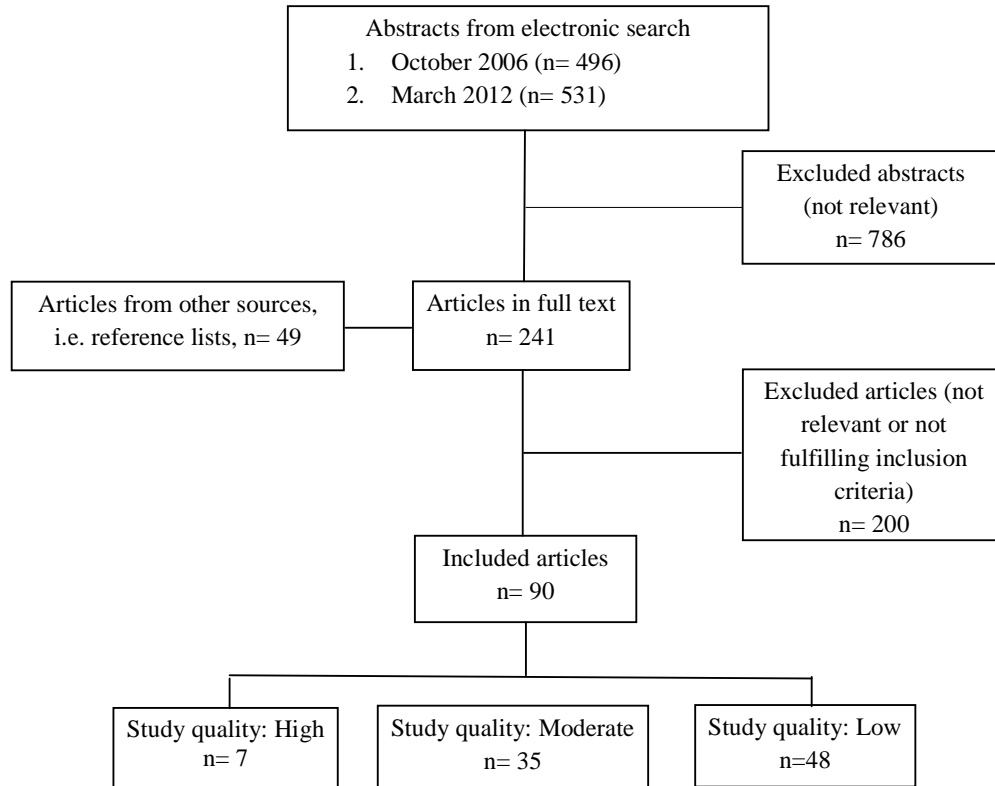 Abstracts from electronic search
1. October 2006 (n= 496)
2. March 2012 (n= 531)
Excluded abstracts
(not relevant)
n= 786
Articles from other sources,
i.e. reference lists, n= 49
Articles in full text
n= 241
Excluded articles (not
relevant or not
fulfilling inclusion
criteria)
n= 200
Included articles
n= 90
Study quality: High
n= 7
Study quality: Moderate
n= 35
Study quality: Low
n=48